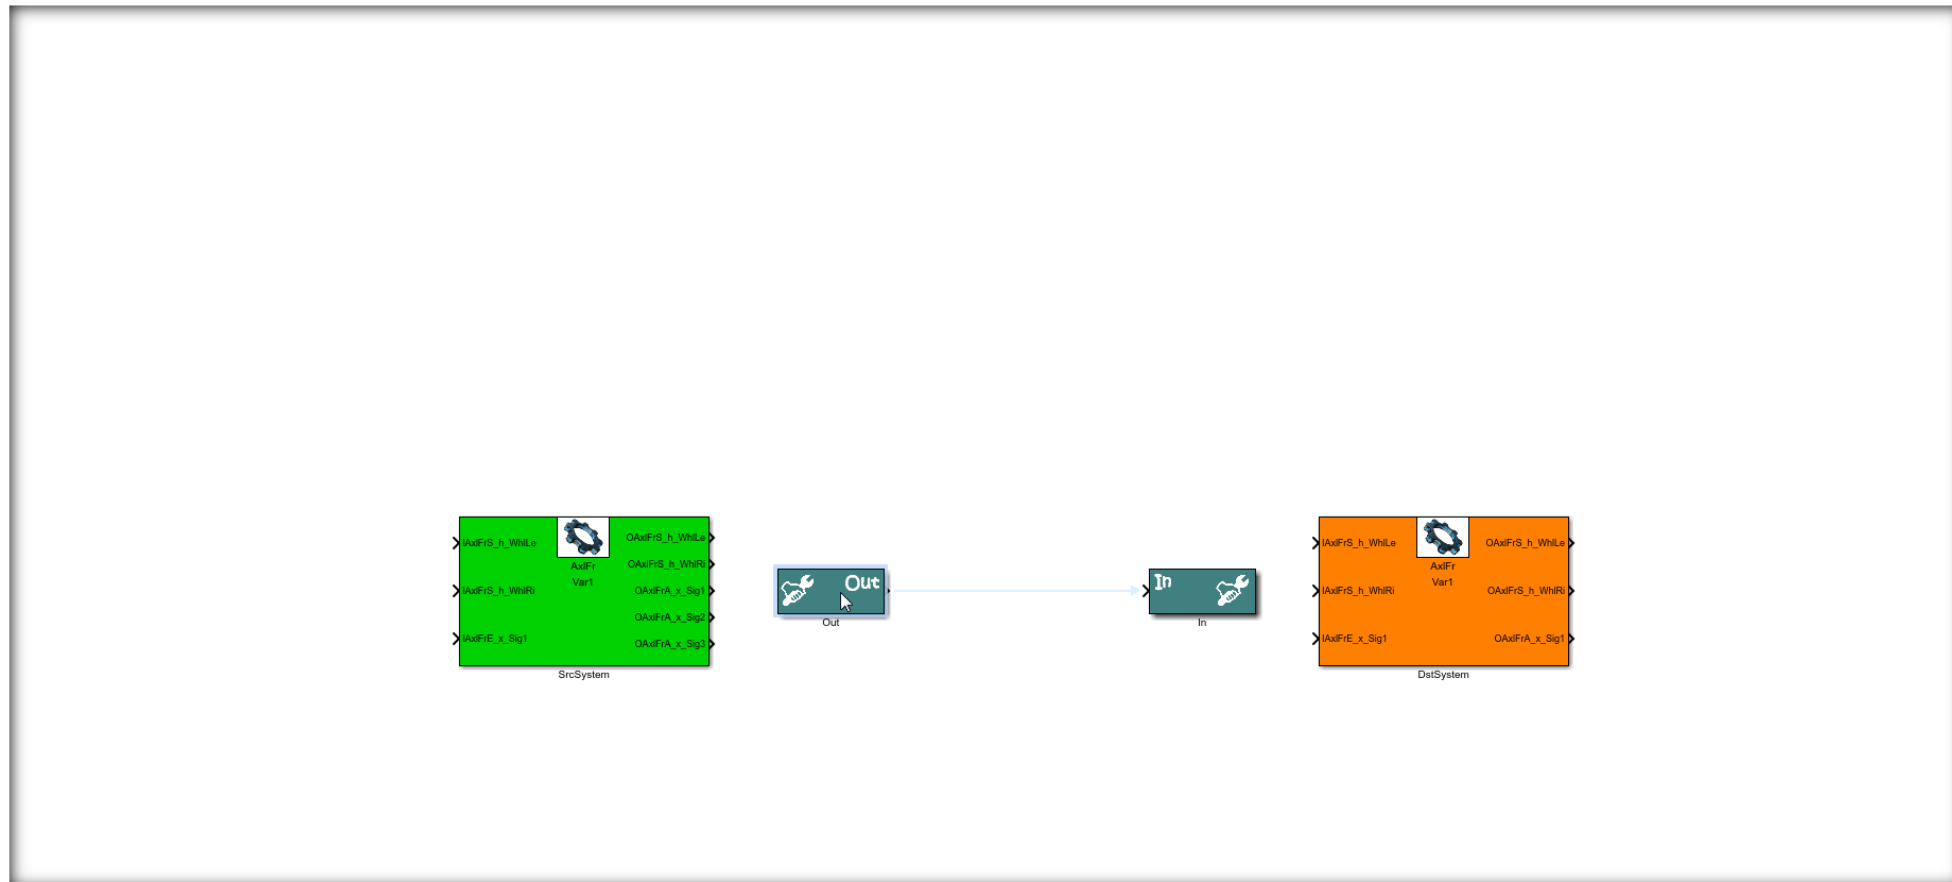 IAxlFrS_h_WhlLe
IAxlFrS_h_WhlRi
IAxlFrE_x_Sig1
AxlFr
Var1
OAxlFrS_h_WhlLe
OAxlFrS_h_WhlRi
OAxlFrA_x_Sig1
OAxlFrA_x_Sig2
OAxlFrA_x_Sig3
SrcSystem
Out
Out
In
In
IAxlFrS_h_WhlLe
IAxlFrS_h_WhlRi
IAxlFrE_x_Sig1
AxlFr
Var1
OAxlFrS_h_WhlLe
OAxlFrS_h_WhlRi
OAxlFrA_x_Sig1
DstSystem